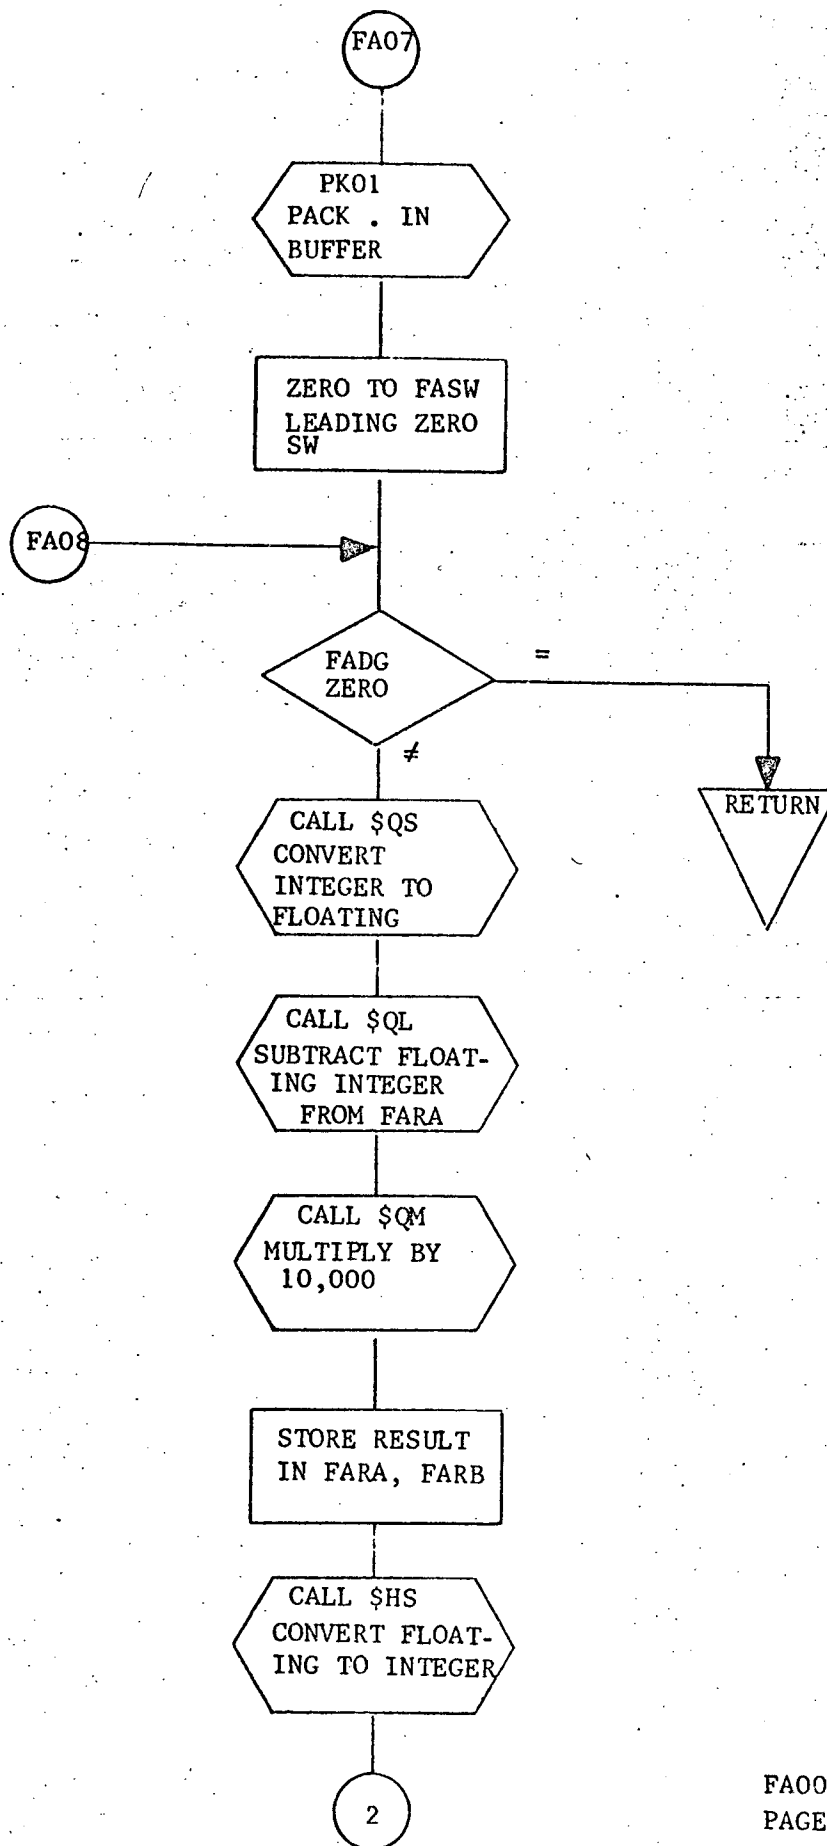 FA07
PK01
PACK . IN
BUFFER
ZERO TO FASW
LEADING ZERO
SW
FA08
FADG
ZERO
=
≠
RETURN
CALL $QS
CONVERT
INTEGER TO
FLOATING
CALL $QL
SUBTRACT FLOAT-
ING INTEGER
FROM FARA
CALL $QM
MULTIPLY BY
10,000
STORE RESULT
IN FARA, FARB
CALL $HS
CONVERT FLOAT-
ING TO INTEGER
2
FA00
PAGE